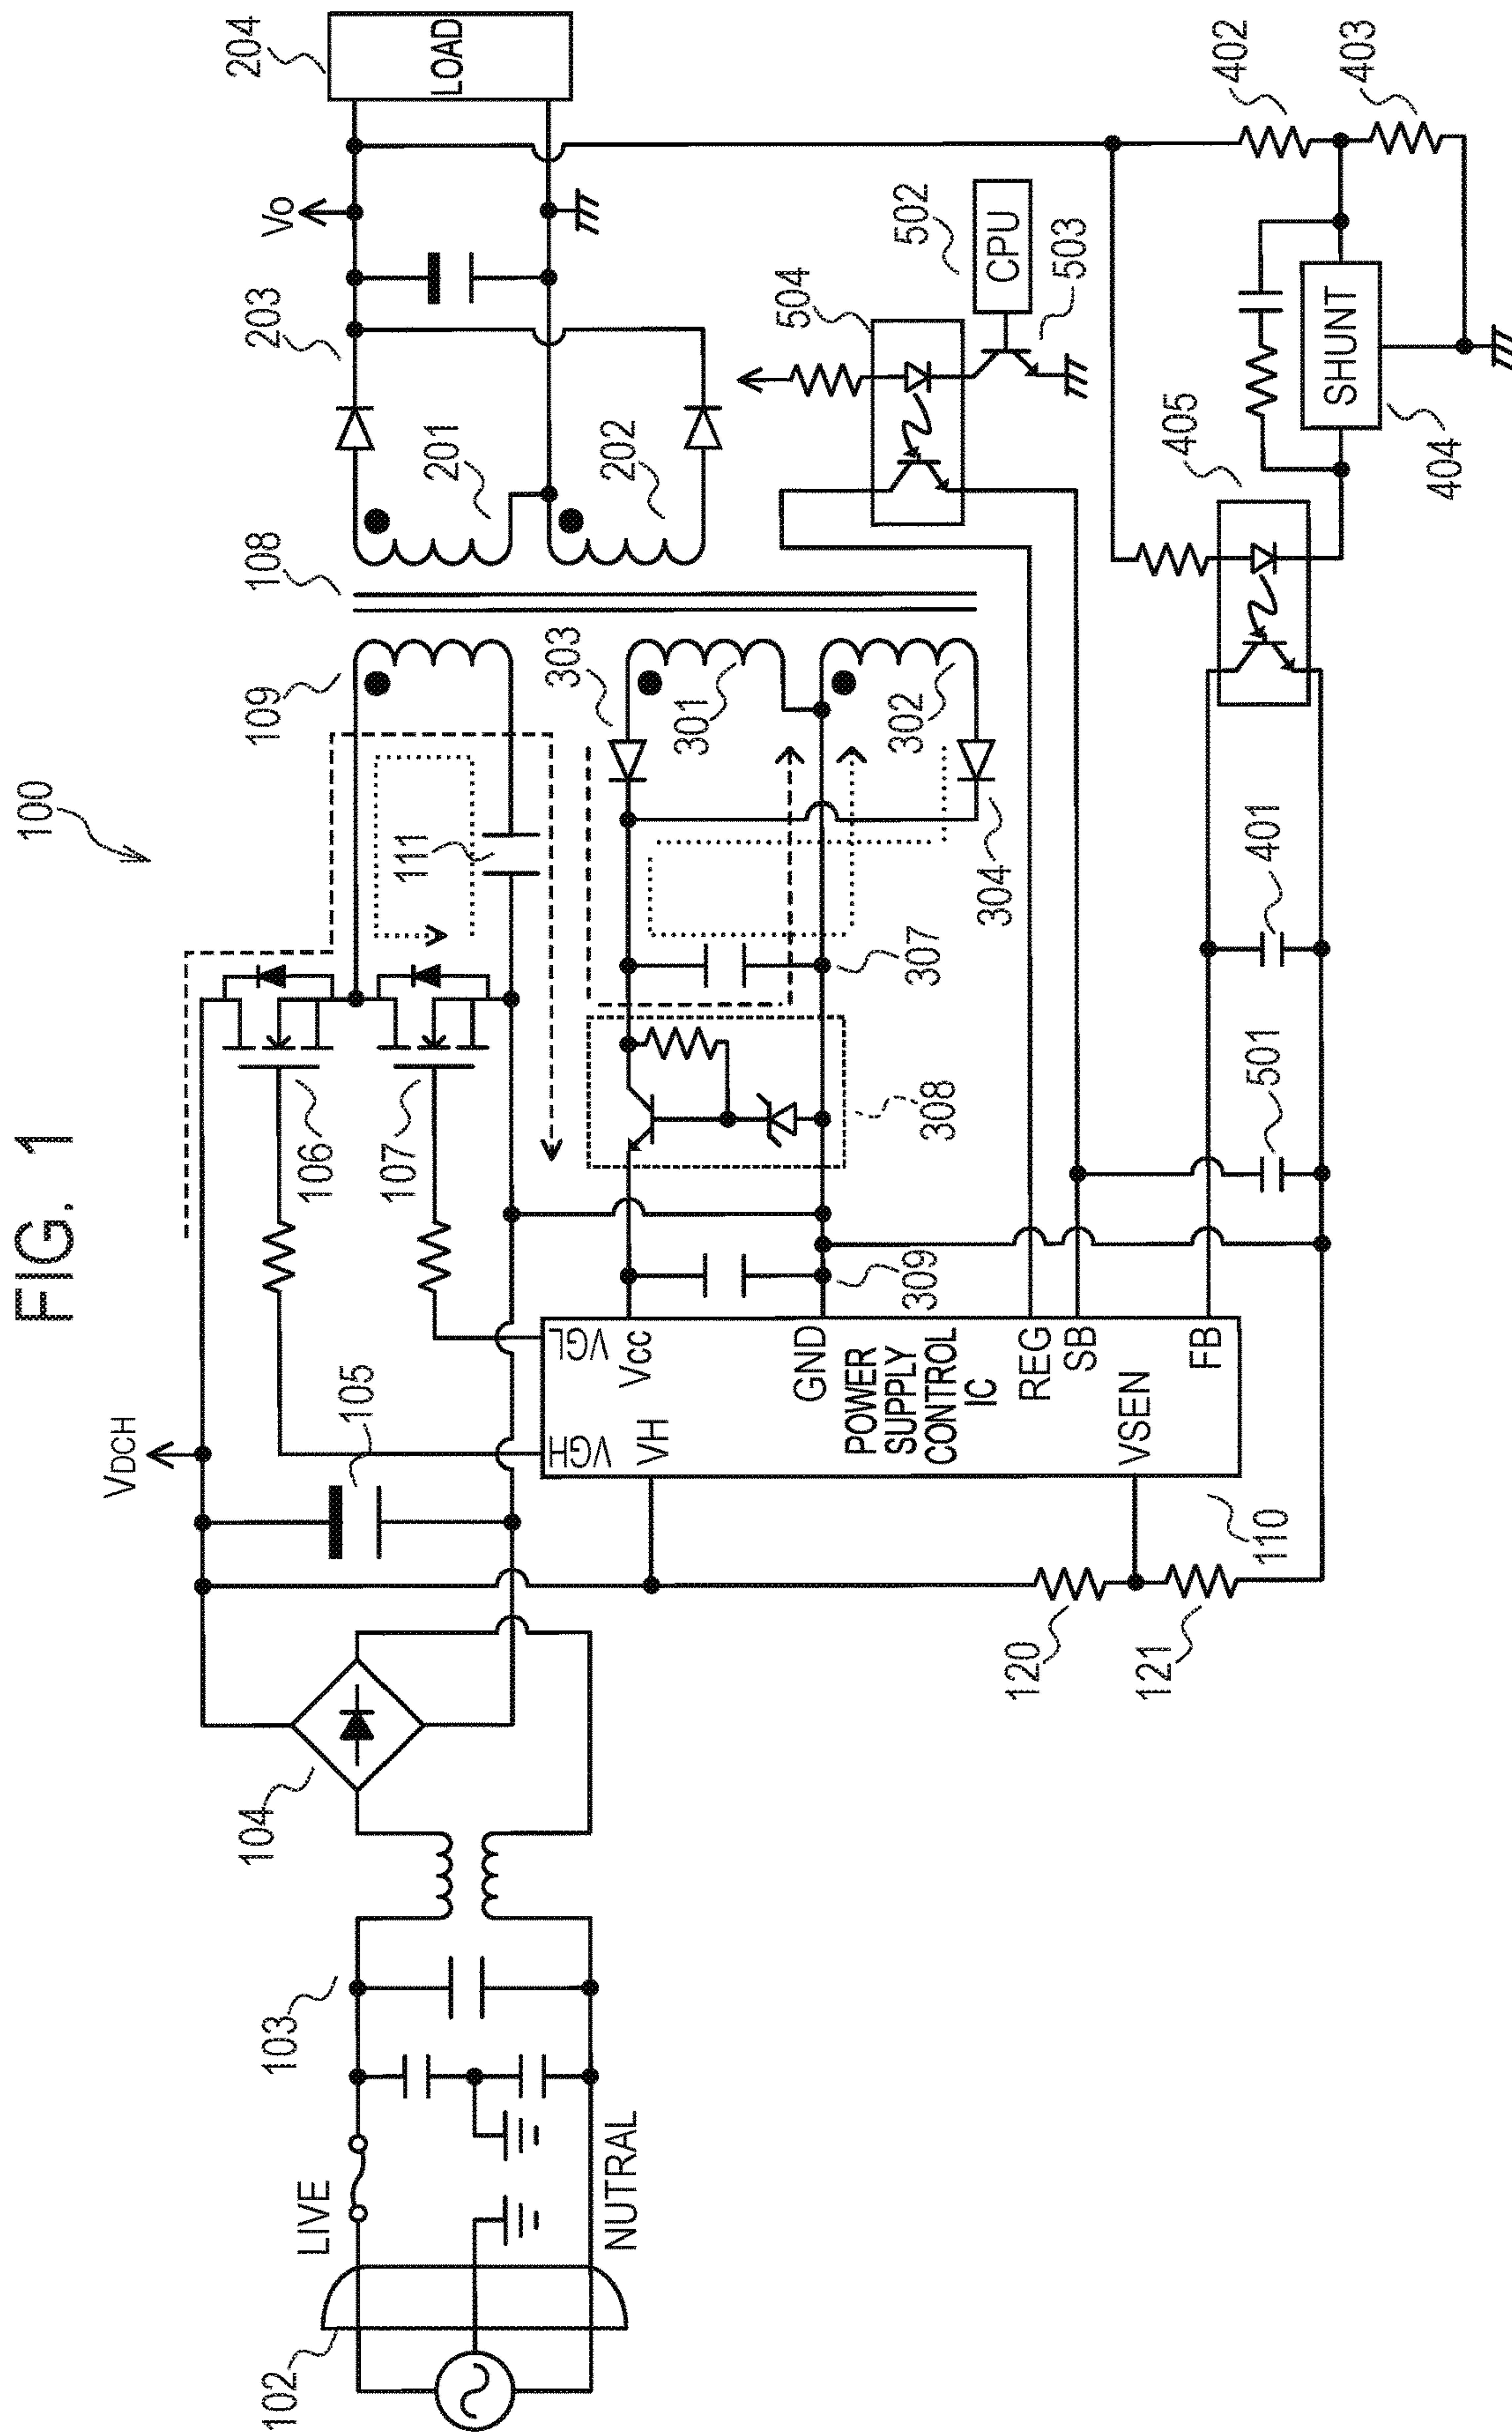 FIG. 1
100
VDCH
102
LIVE
NUTRAL
103
104
105
106
107
109
108
111
201
202
203
Vo
204
LOAD
VGH
VGL
VH
Vcc
GND
POWER
SUPPLY
CONTROL
IC
REG
SB
VSEN
FB
110
120
121
309
308
307
303
301
302
304
501
401
504
502
CPU
503
405
SHUNT
404
402
403